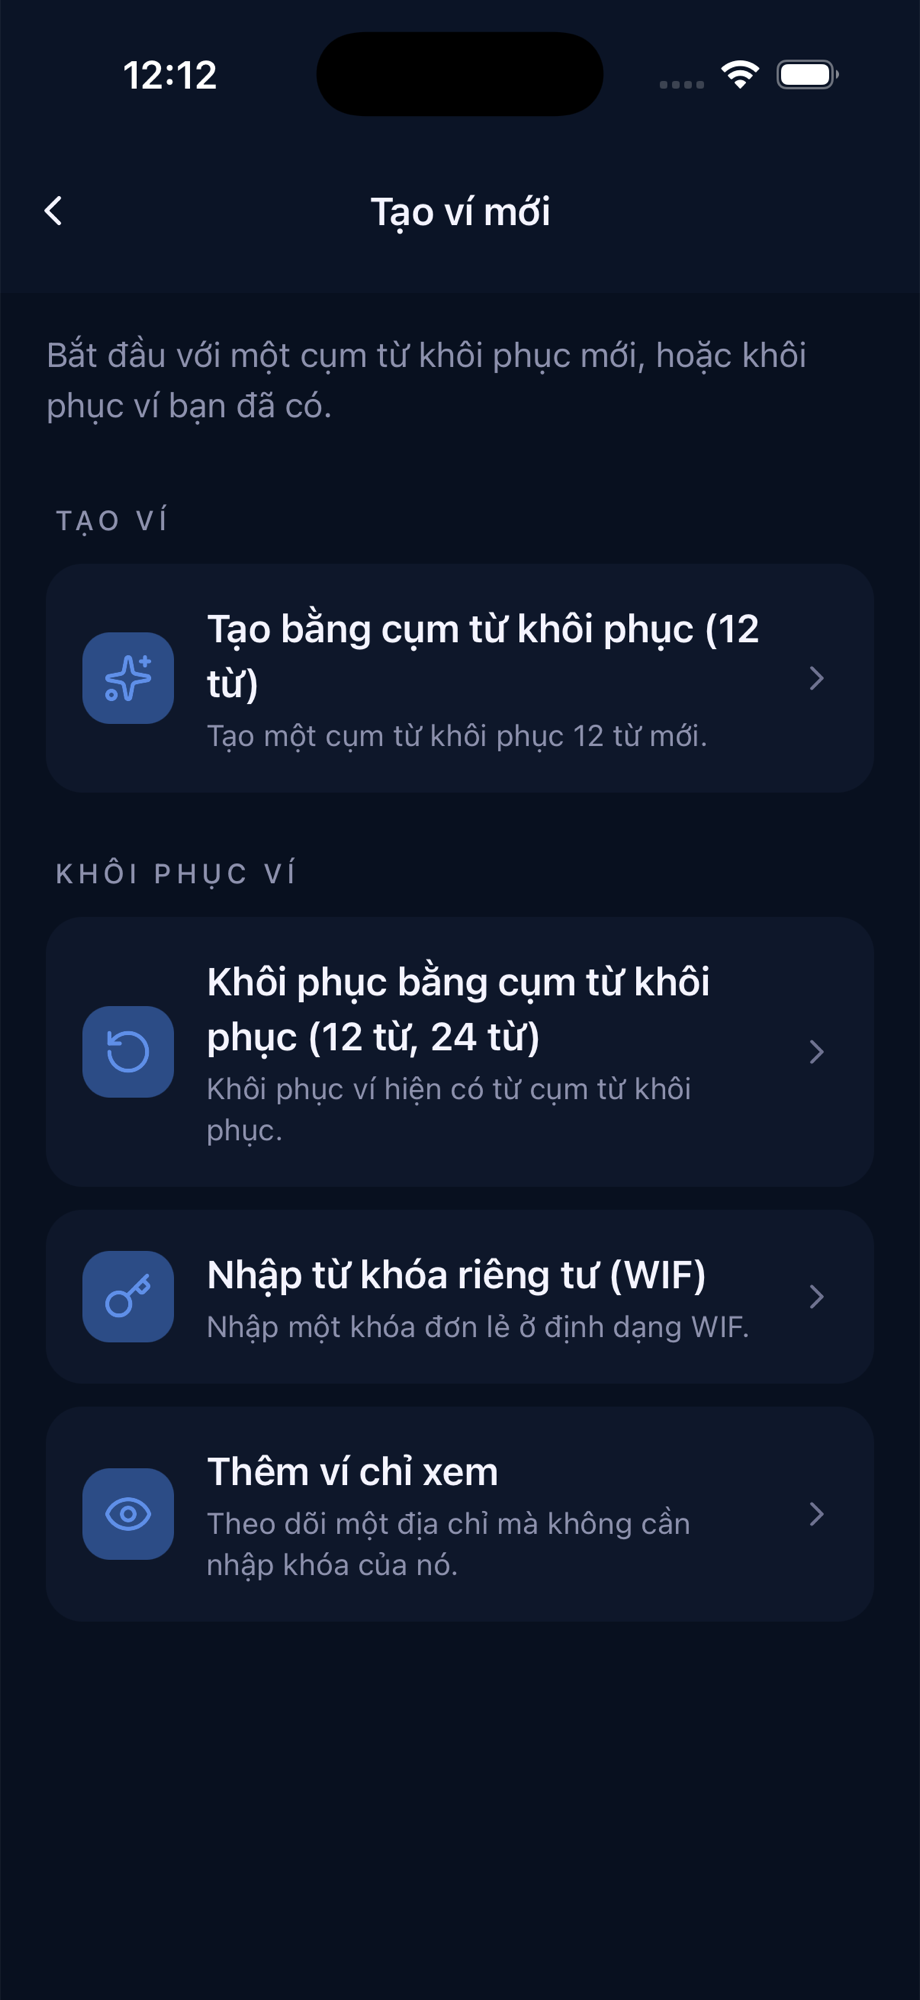 12:12
Tạo ví mới
Bắt đầu với một cụm từ khôi phục mới, hoặc khôi
phục ví bạn đã có.
TẠO VÍ
Tạo bằng cụm từ khôi phục (12
từ)
Tạo một cụm từ khôi phục 12 từ mới.
KHÔI PHỤC VÍ
Khôi phục bằng cụm từ khôi
phục (12 từ, 24 từ)
Khôi phục ví hiện có từ cụm từ khôi
phục.
Nhập từ khóa riêng tư (WIF)
Nhập một khóa đơn lẻ ở định dạng WIF.
Thêm ví chỉ xem
Theo dõi một địa chỉ mà không cần
nhập khóa của nó.